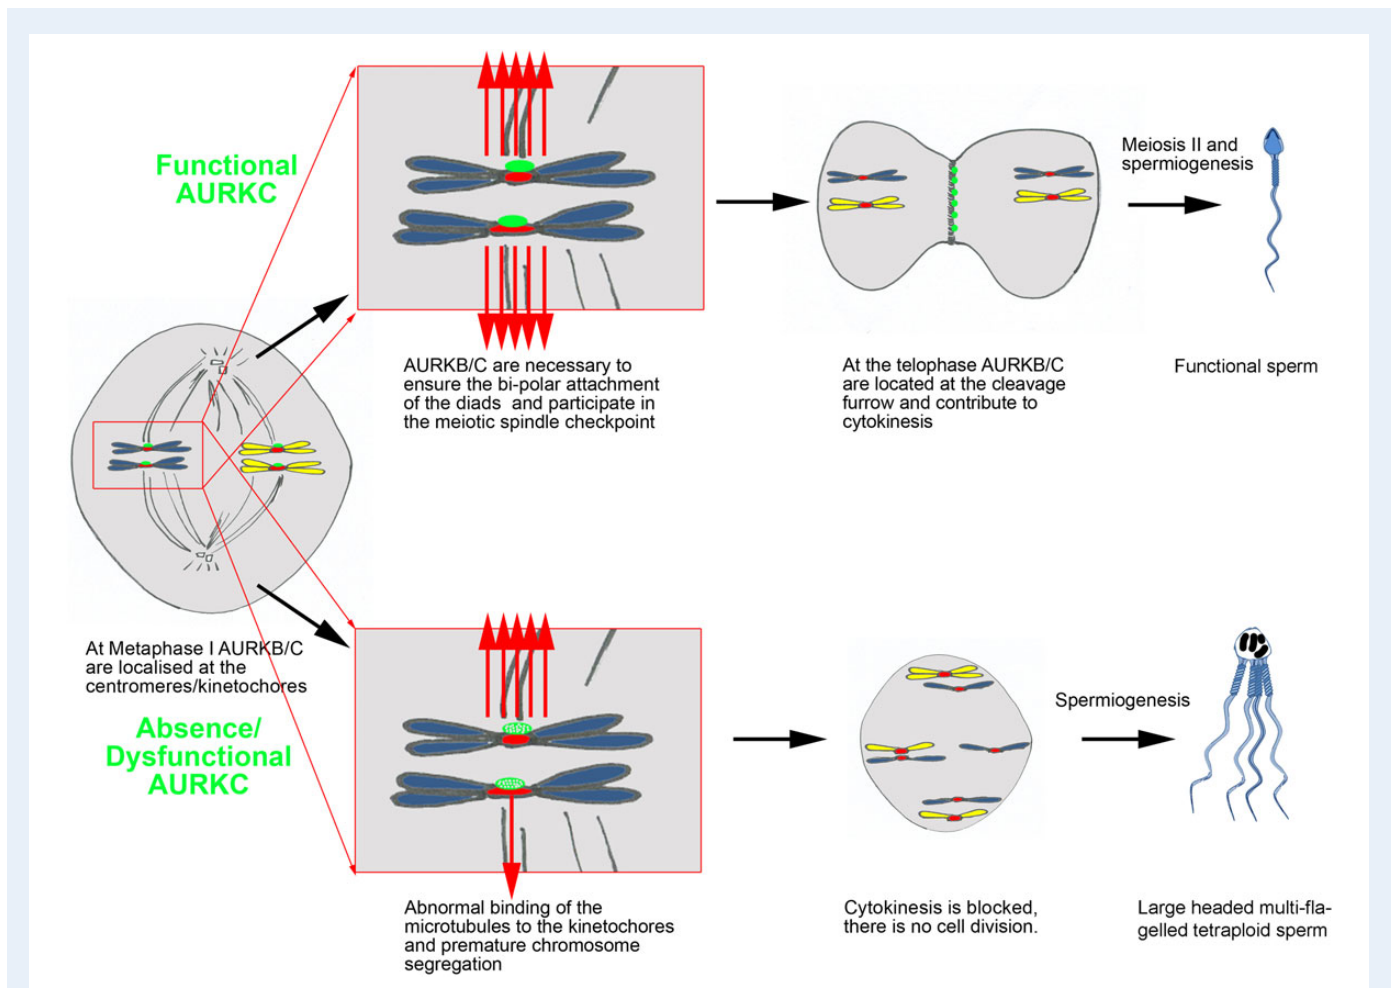 Functional
AURKC
AURKB/C are necessary to
ensure the bi-polar attachment
of the diads and participate in
the meiotic spindle checkpoint
At the telophase AURKB/C
are located at the cleavage
furrow and contribute to
cytokinesis
Meiosis II and
spermiogenesis
Functional sperm
At Metaphase I AURKB/C
are localised at the
centromeres/kinetochores
Absence/
Dysfunctional
AURKC
Abnormal binding of the
microtubules to the kinetochores
and premature chromosome
segregation
Cytokinesis is blocked,
there is no cell division.
Spermiogenesis
Large headed multi-fla-
gelled tetraploid sperm